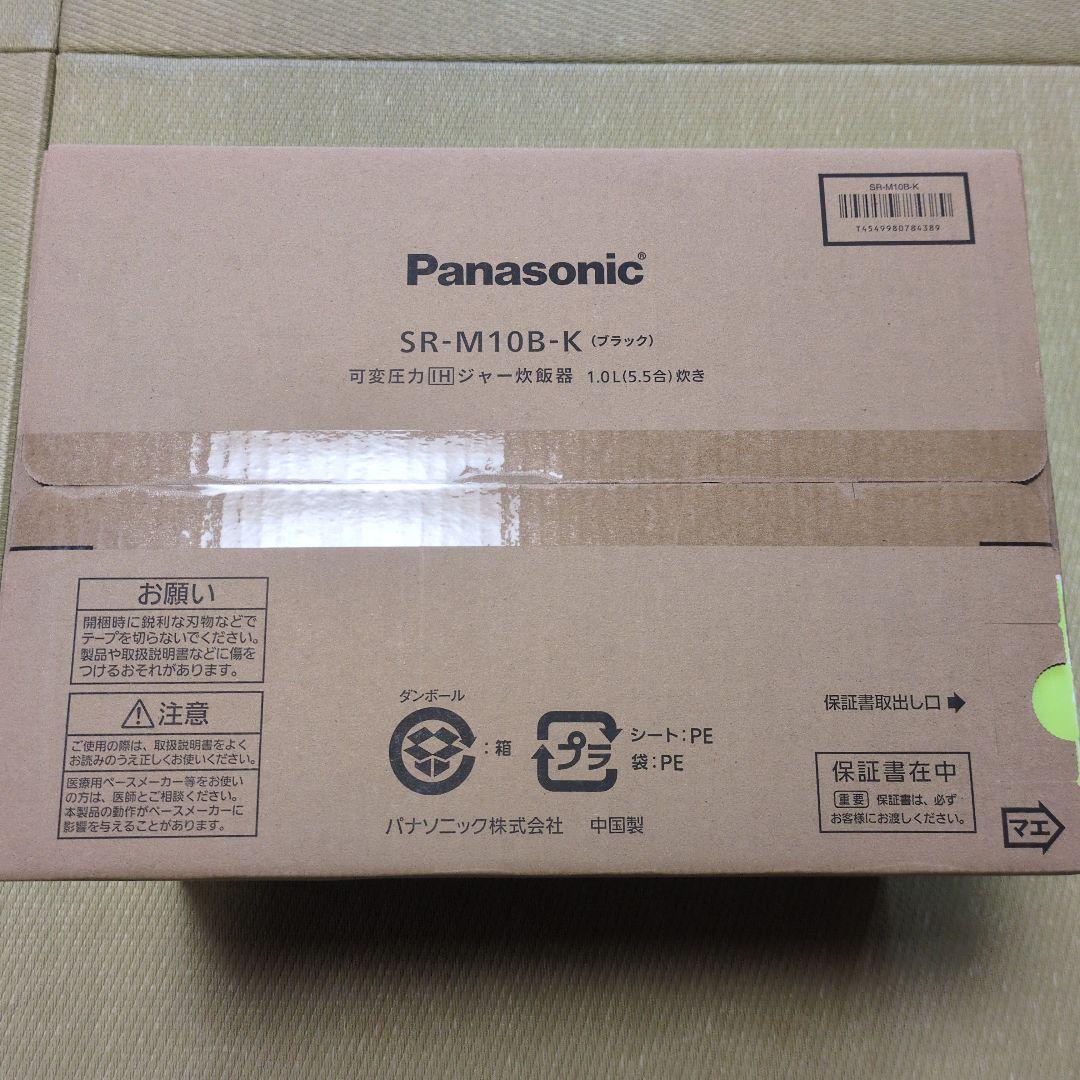 SR-M10B-K
T4549980784389
Panasonic®
SR-M10B-K (ブラック)
可変圧力IHジャー炊飯器 1.0L(5.5合)炊き
お願い
開梱時に鋭利な刃物などで
テープを切らないでください。
製品や取扱説明書などに傷を
つけるおそれがあります。
注意
ご使用の際は、取扱説明書をよく
お読みのうえ正しくお使いください。
医療用ペースメーカー等をお使い
の方は、医師とご相談ください。
本製品の動作がペースメーカーに
影響を与えることがあります。
ダンボール
:箱
プラ
シート:PE
袋:PE
パナソニック株式会社 中国製
保証書取出し口
保証書在中
重要 保証書は、必ず
お客様にお渡しください。
マエ